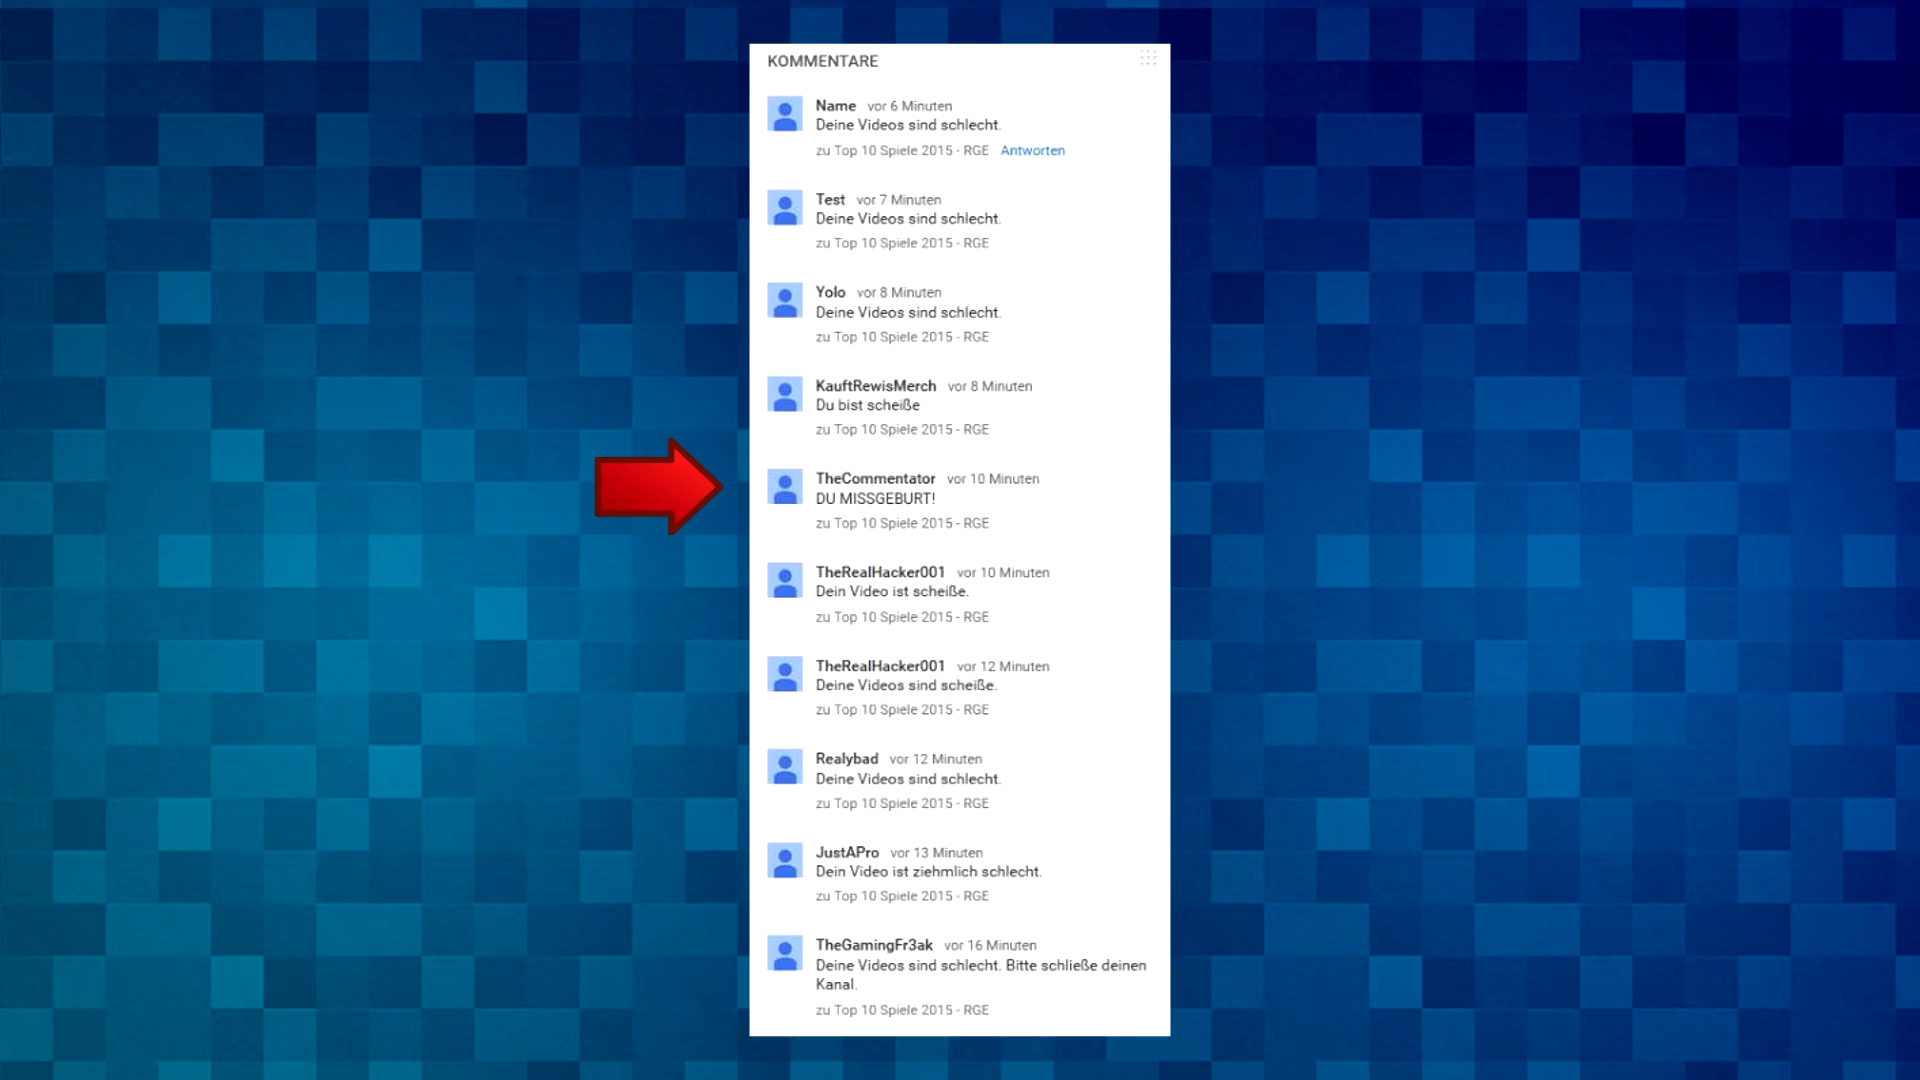 KOMMENTARE
Name vor 6 Minuten
Deine Videos sind schlecht.
zu Top 10 Spiele 2015 - RGE Antworten
Test vor 7 Minuten
Deine Videos sind schlecht.
zu Top 10 Spiele 2015 - RGE
Yolo vor 8 Minuten
Deine Videos sind schlecht.
zu Top 10 Spiele 2015 - RGE
KauftRewisMerch vor 8 Minuten
Du bist scheiße
zu Top 10 Spiele 2015 - RGE
TheCommentator vor 10 Minuten
DU MISSGEBURT!
zu Top 10 Spiele 2015 - RGE
TheRealHacker001 vor 10 Minuten
Dein Video ist scheiße.
zu Top 10 Spiele 2015 - RGE
TheRealHacker001 vor 12 Minuten
Deine Videos sind scheiße.
zu Top 10 Spiele 2015 - RGE
Realybad vor 12 Minuten
Deine Videos sind schlecht.
zu Top 10 Spiele 2015 - RGE
JustAPro vor 13 Minuten
Dein Video ist ziehmlich schlecht.
zu Top 10 Spiele 2015 - RGE
TheGamingFr3ak vor 16 Minuten
Deine Videos sind schlecht. Bitte schließe deinen
Kanal.
zu Top 10 Spiele 2015 - RGE